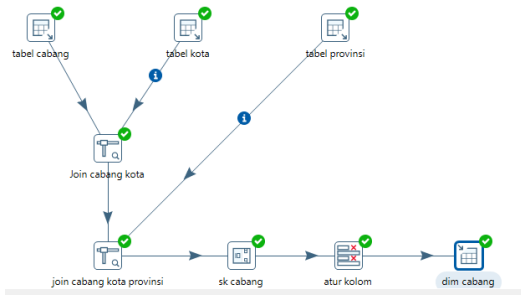 tabel cabang
tabel kota
tabel provinsi
Join cabang kota
join cabang kota provinsi
sk cabang
atur kolom
dim cabang